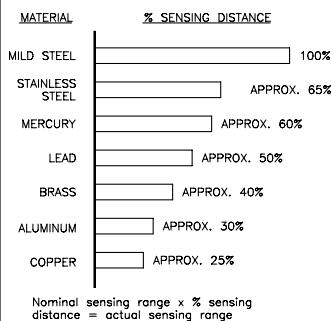 MATERIAL % SENSING DISTANCE
MILD STEEL 100%
STAINLESS
STEEL APPROX. 65%
MERCURY APPROX. 60%
LEAD APPROX. 50%
BRASS APPROX. 40%
ALUMINUM APPROX. 30%
COPPER APPROX. 25%
Nominal sensing range x % sensing
distance = actual sensing range